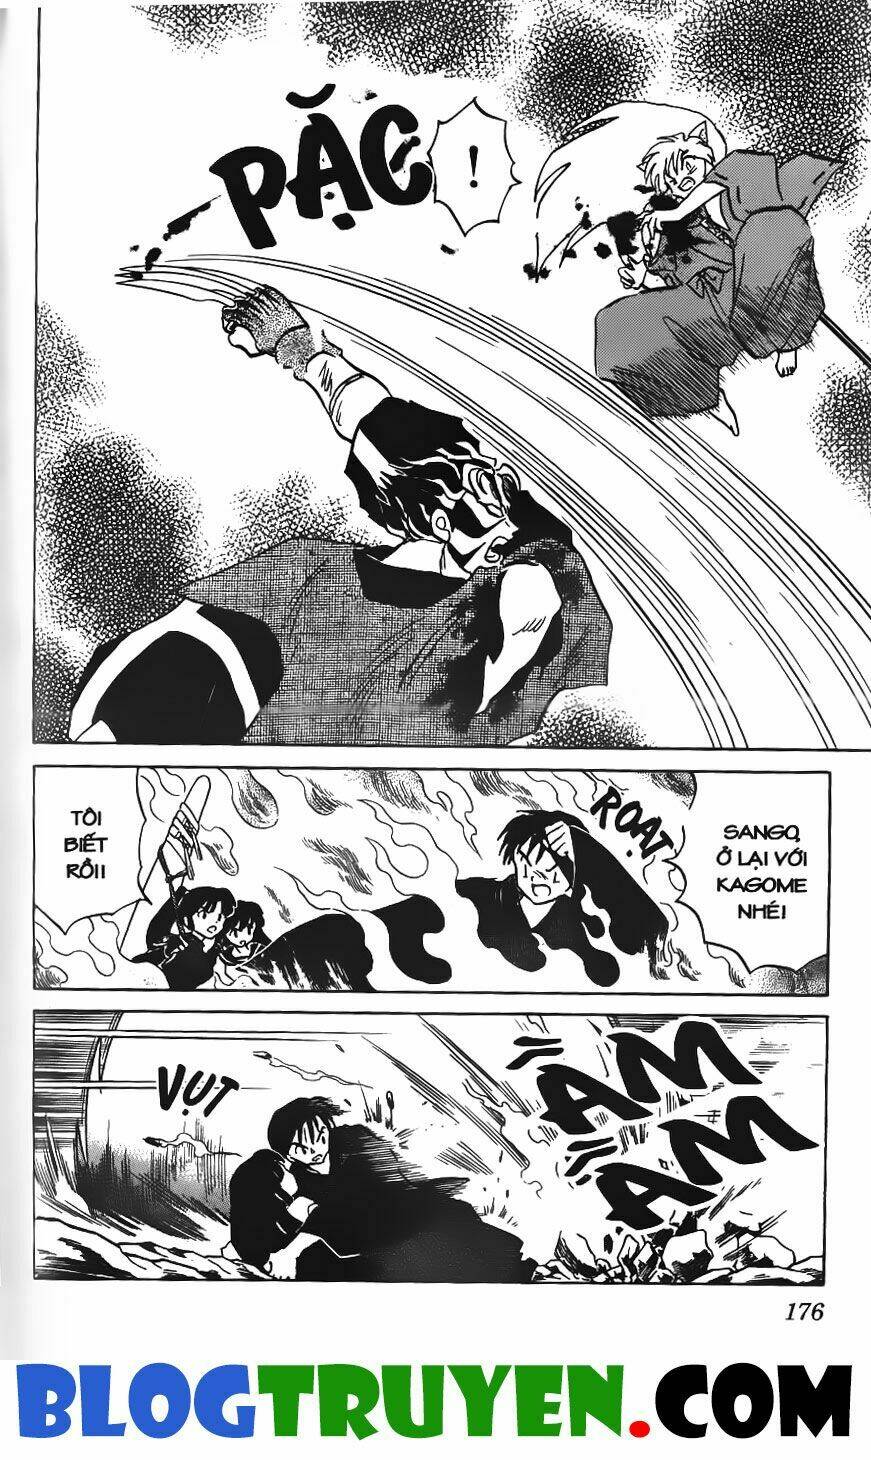 PẶC
!
SANGO,
Ở LẠI VỚI
KAGOME
NHÉ!
ROẠT
TÔI
BIẾT
RỒI!
VỤT
ẦM
ẦM
176
BLOGTRUYEN.COM